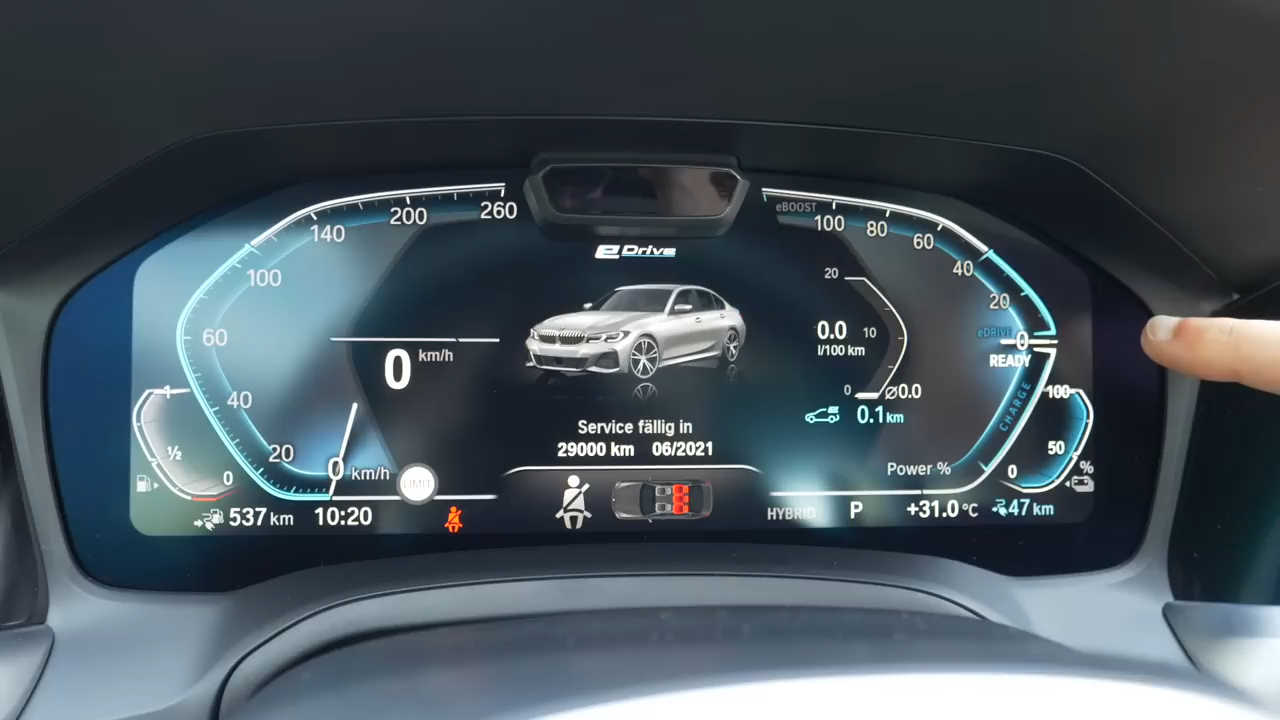 260
200
140
100
60
40
20
0 km/h
0 km/h
1
½
0
537 km
10:20
LIMIT
eDrive
Service fällig in
29000 km 06/2021
eBOOST
100
80
60
40
20
eDRIVE
0
READY
CHARGE
20
10
0
0.0
l/100 km
Ø0.0
0.1 km
Power %
HYBRID
P
+31.0 °C
100
50
0
%
47 km